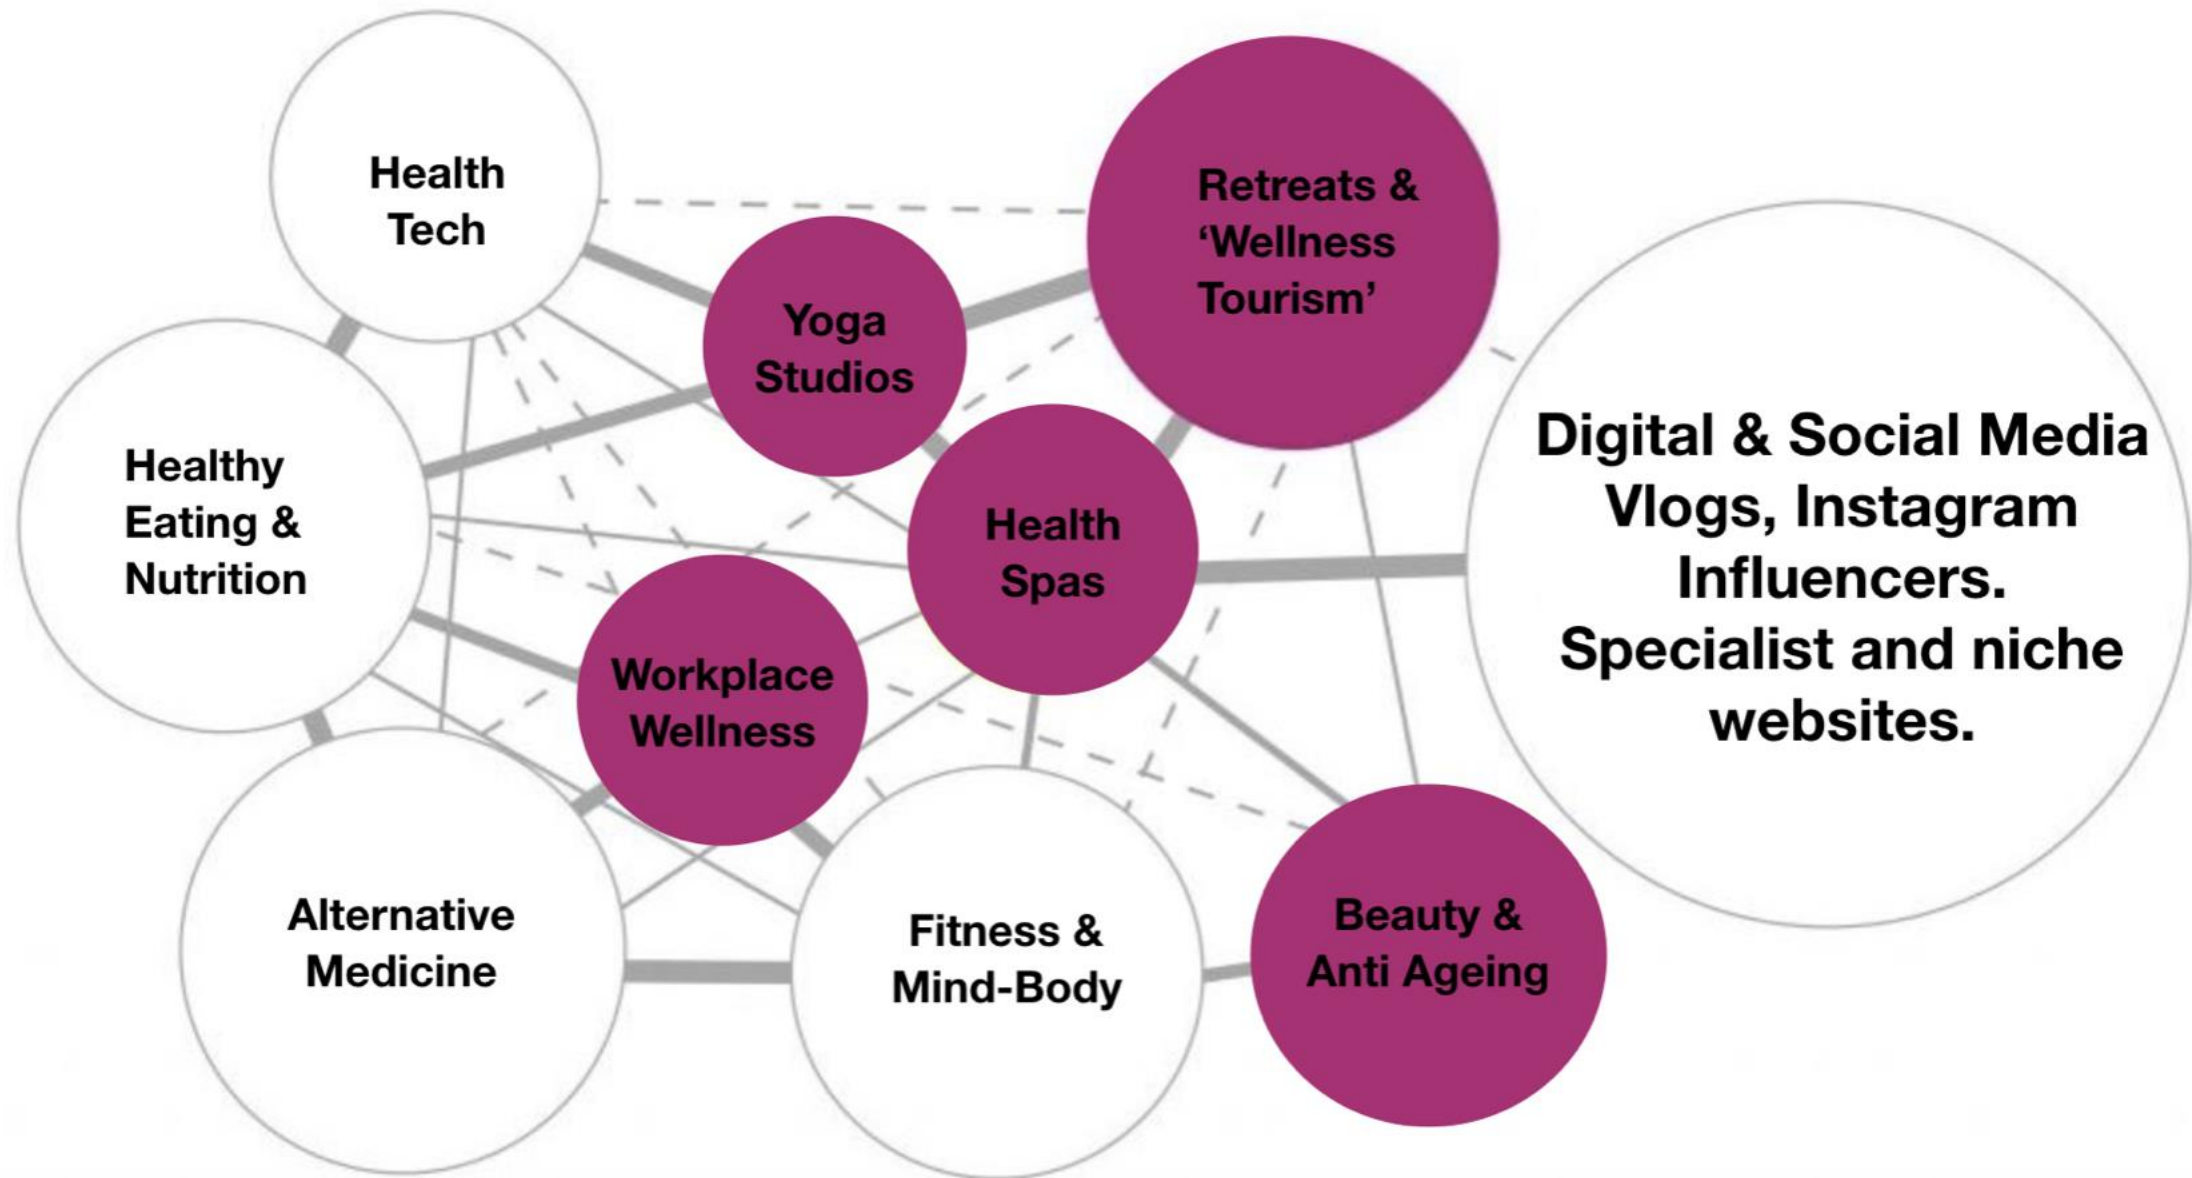 Health
Tech
Retreats &
‘Wellness
Tourism’
Yoga
Studios
Healthy
Eating &
Nutrition
Health
Spas
Digital & Social Media
Vlogs, Instagram
Influencers.
Specialist and niche
websites.
Workplace
Wellness
Alternative
Medicine
Fitness &
Mind-Body
Beauty &
Anti Ageing